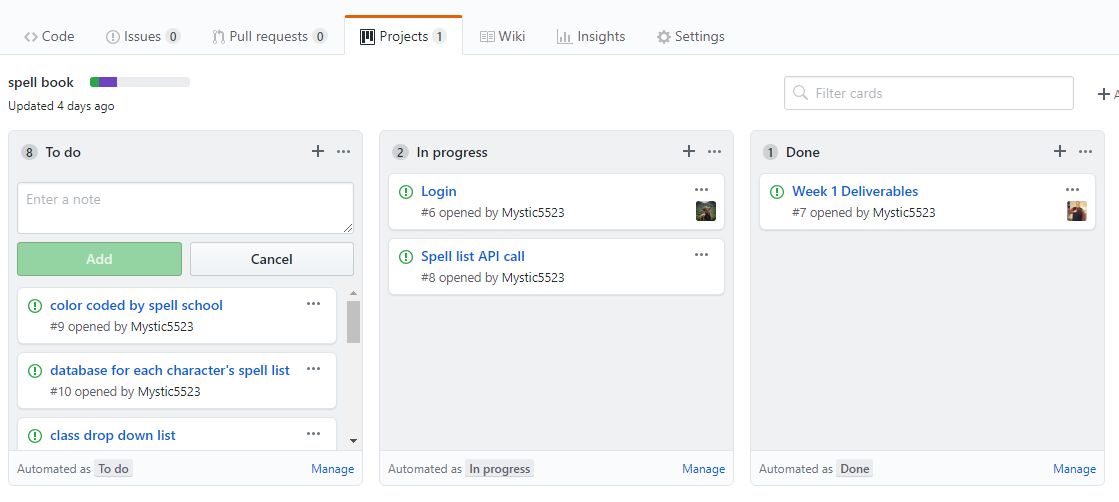 Code Issues 0 Pull requests 0 Projects 1 Wiki Insights Settings
spell book
Updated 4 days ago
Filter cards
8 To do
Enter a note
Add Cancel
color coded by spell school
#9 opened by Mystic5523
database for each character's spell list
#10 opened by Mystic5523
class drop down list
Automated as To do Manage
2 In progress
Login
#6 opened by Mystic5523
Spell list API call
#8 opened by Mystic5523
Automated as In progress Manage
1 Done
Week 1 Deliverables
#7 opened by Mystic5523
Automated as Done Manage